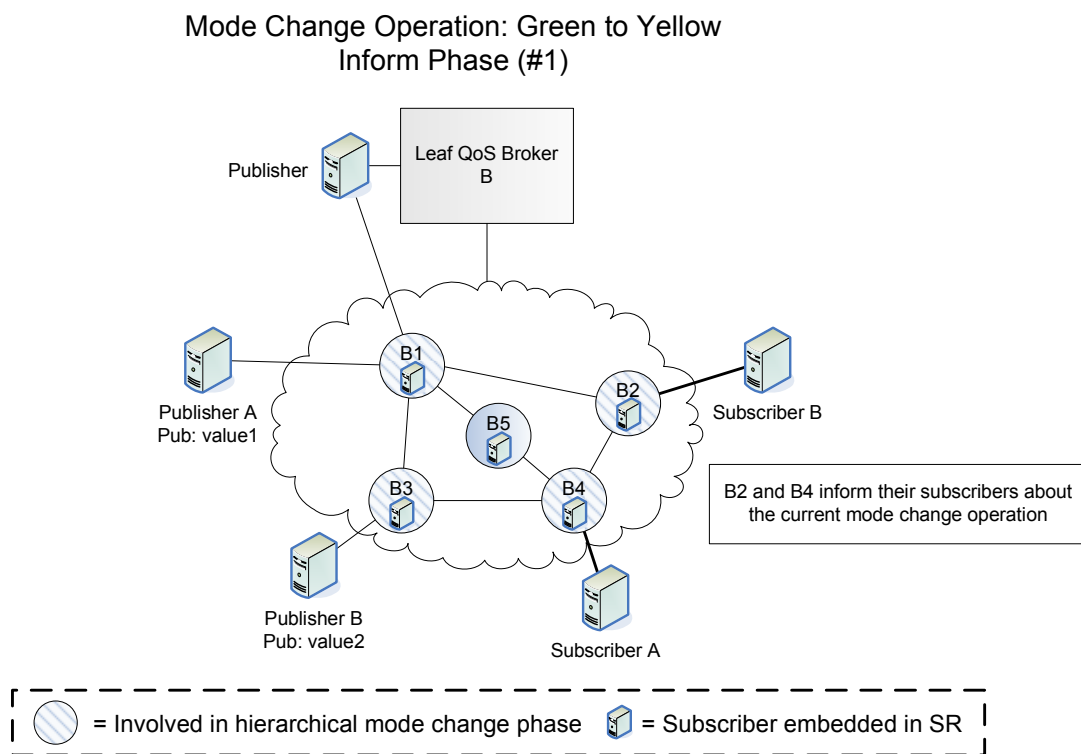 Mode Change Operation: Green to Yellow
Inform Phase (#1)
Leaf QoS Broker
B
Publisher
B1
B2
Publisher A
Pub: value1
Subscriber B
B5
B3
B4
B2 and B4 inform their subscribers about
the current mode change operation
Publisher B
Pub: value2
Subscriber A
= Involved in hierarchical mode change phase
= Subscriber embedded in SR